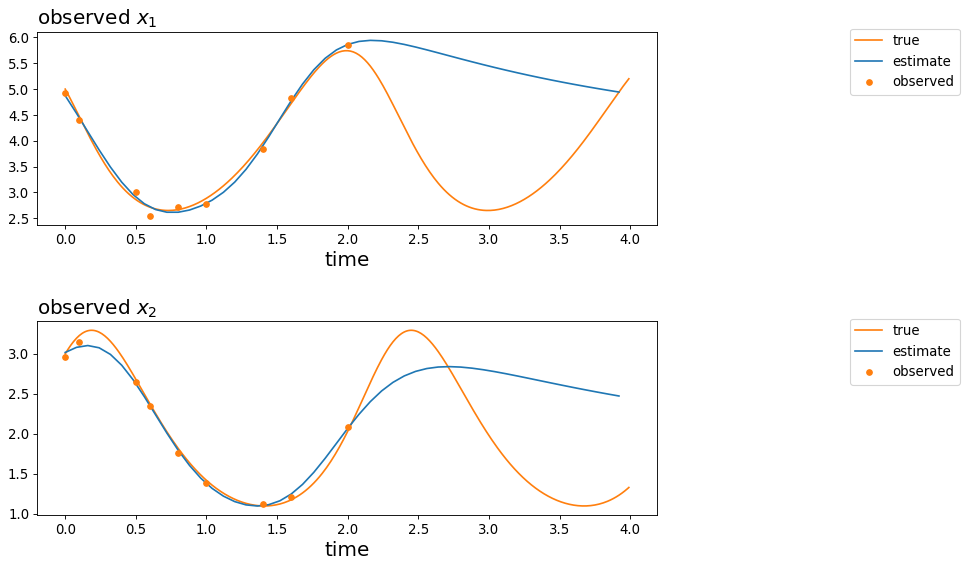 observed x₁
6.0
5.5
5.0
4.5
4.0
3.5
3.0
2.5
0.0 0.5 1.0 1.5 2.0 2.5 3.0 3.5 4.0
time
true
estimate
observed
observed x₂
3.0
2.5
2.0
1.5
1.0
0.0 0.5 1.0 1.5 2.0 2.5 3.0 3.5 4.0
time
true
estimate
observed